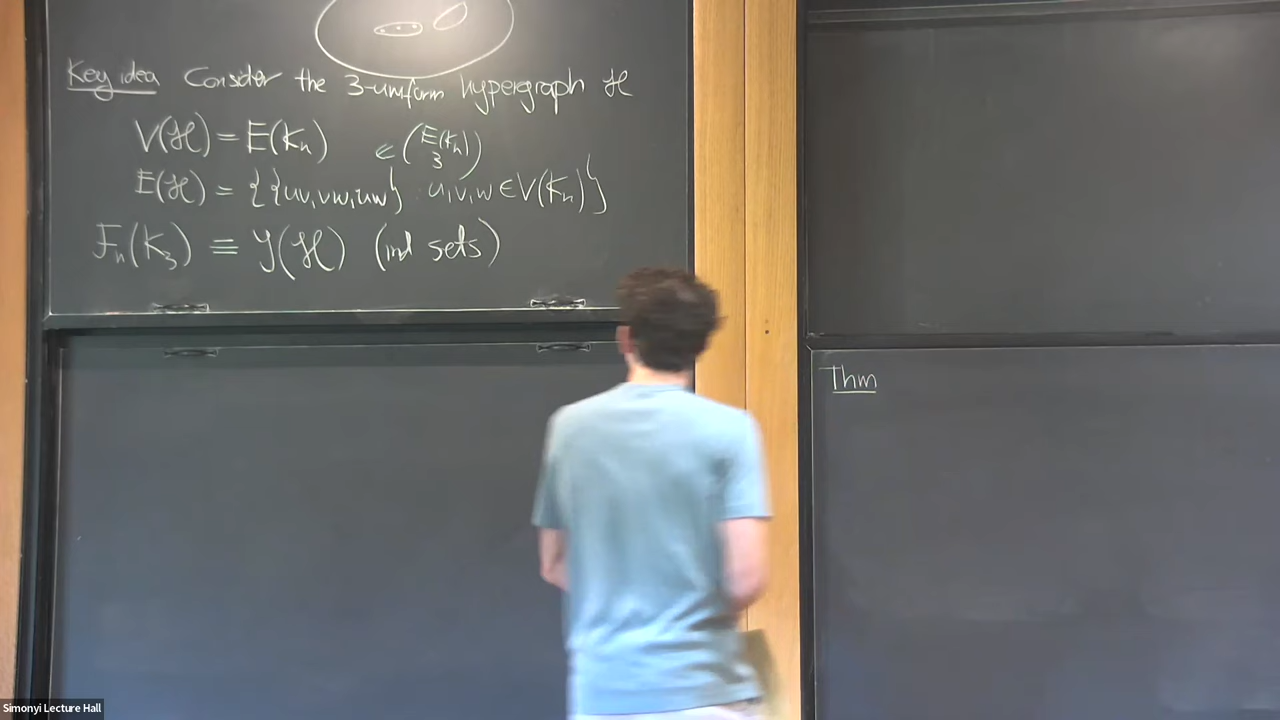 Key idea Consider the 3-uniform hypergraph ℋ
V(ℋ) = E(Kₙ) ∈ (E(Kₙ) 3)
E(ℋ) = {{uv, vw, uw} : u,v,w ∈ V(Kₙ)}
Fₙ(K₃) ≡ ℐ(ℋ) (ind sets)
Thm
Simonyi Lecture Hall